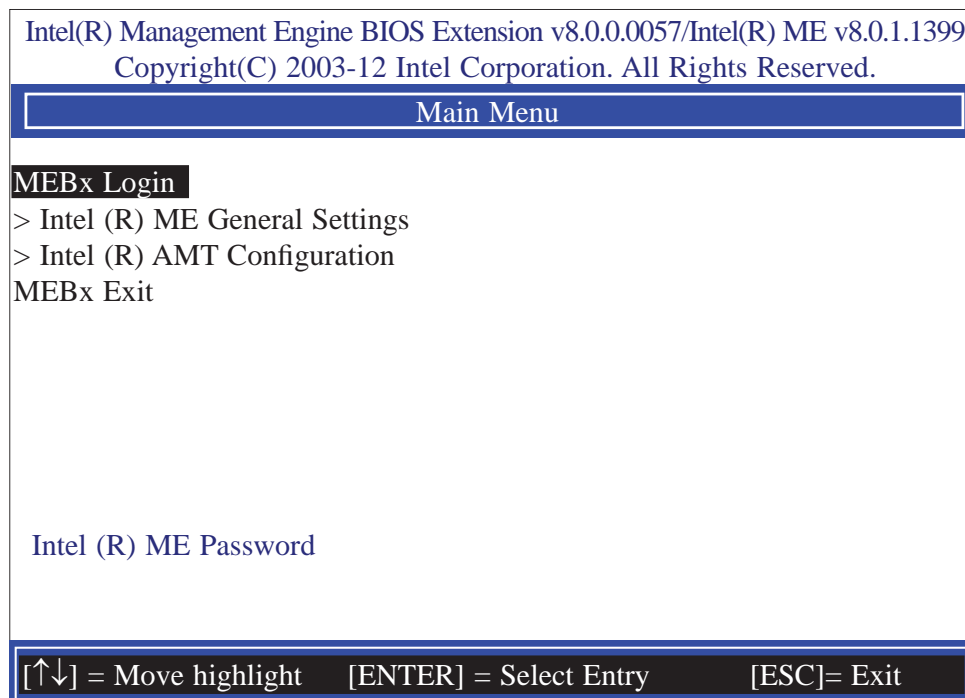 Intel(R) Management Engine BIOS Extension v8.0.0.0057/Intel(R) ME v8.0.1.1399
Copyright(C) 2003-12 Intel Corporation. All Rights Reserved.
Main Menu
MEBx Login
> Intel (R) ME General Settings
> Intel (R) AMT Configuration
MEBx Exit
Intel (R) ME Password
[↑↓] = Move highlight [ENTER] = Select Entry [ESC]= Exit